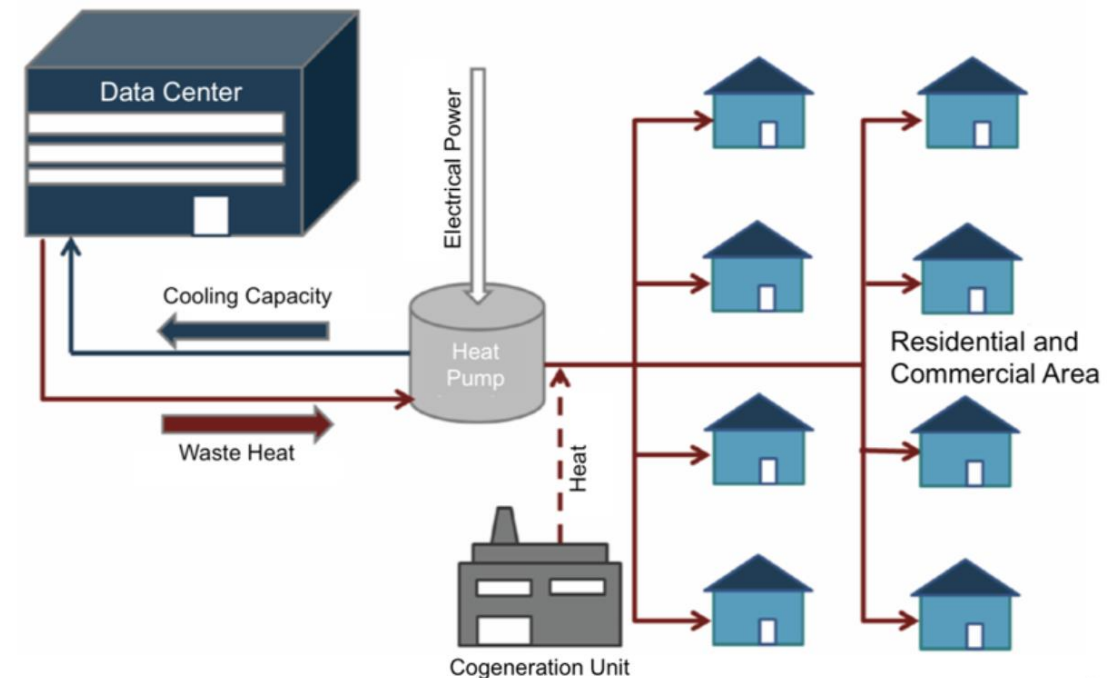 Data Center
Electrical Power
Cooling Capacity
Heat
Pump
Waste Heat
Heat
Cogeneration Unit
Residential and
Commercial Area